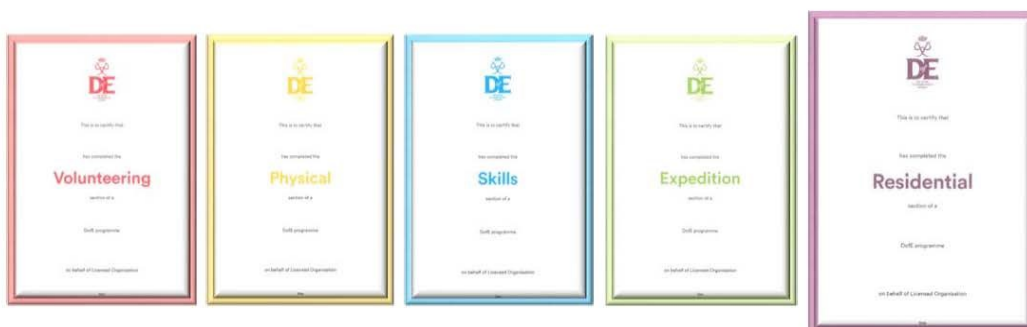 DE
This is to certify that
has completed the
Volunteering
section of a
DofE programme
on behalf of Licensed Organisation
DE
This is to certify that
has completed the
Physical
section of a
DofE programme
on behalf of Licensed Organisation
DE
This is to certify that
has completed the
Skills
section of a
DofE programme
on behalf of Licensed Organisation
DE
This is to certify that
has completed the
Expedition
section of a
DofE programme
on behalf of Licensed Organisation
DE
This is to certify that
has completed the
Residential
section of a
DofE programme
on behalf of Licensed Organisation